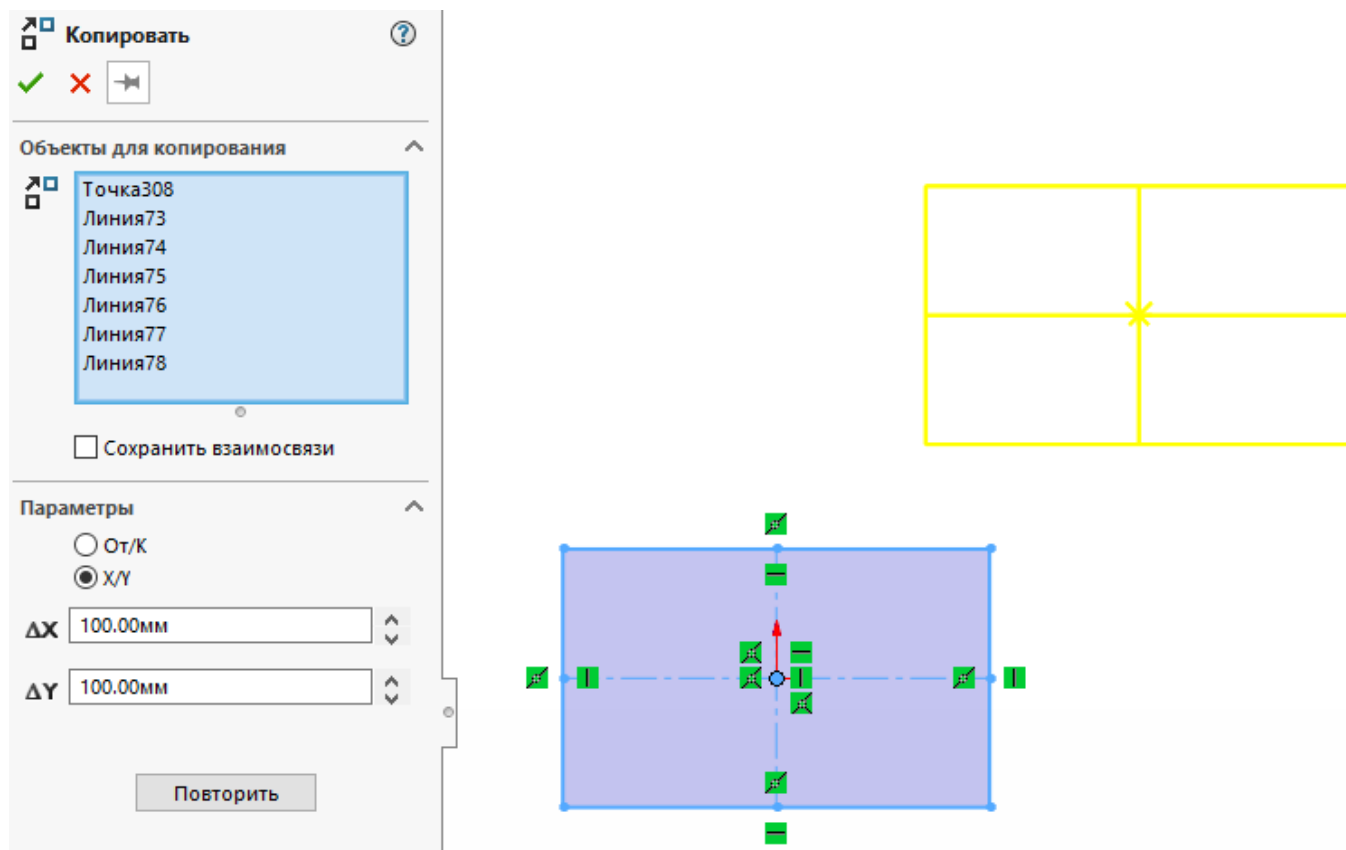 Копировать
Объекты для копирования
Точка308
Линия73
Линия74
Линия75
Линия76
Линия77
Линия78
Сохранить взаимосвязи
Параметры
От/К
X/Y
ΔX 100.00мм
ΔY 100.00мм
Повторить